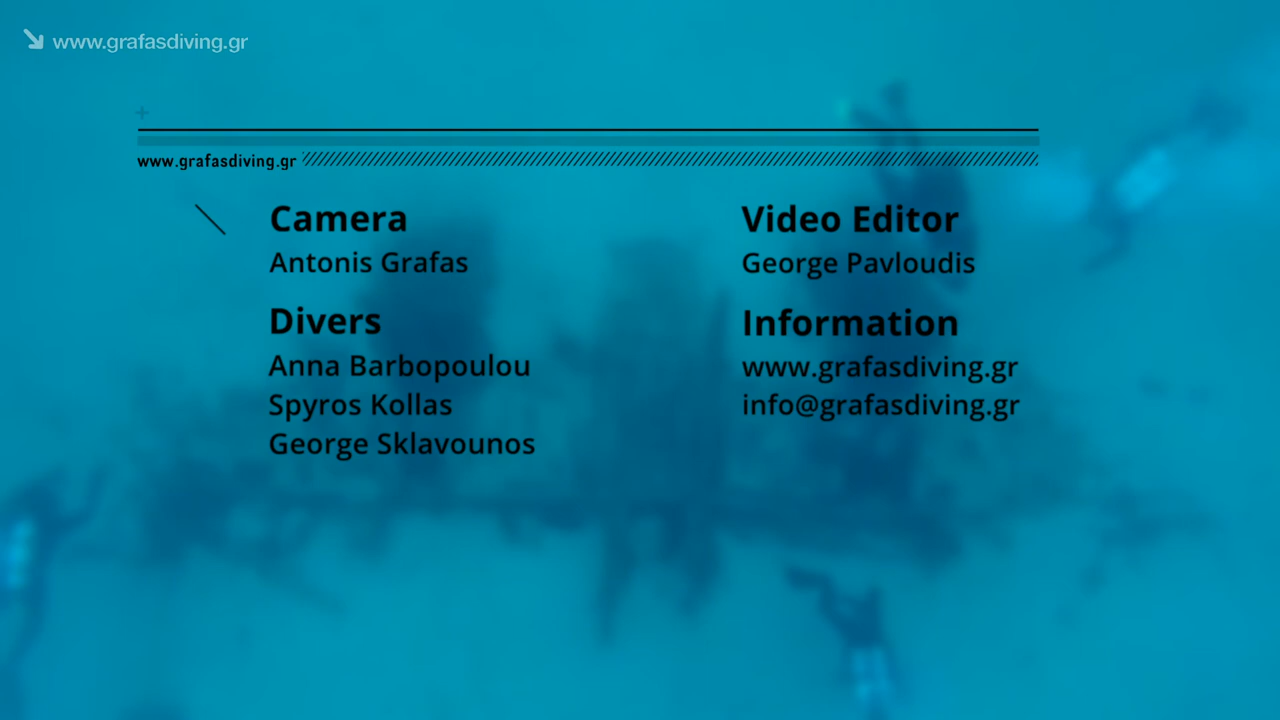 www.grafasdiving.gr
www.grafasdiving.gr
Camera
Antonis Grafas
Divers
Anna Barbopoulou
Spyros Kollas
George Sklavounos
Video Editor
George Pavloudis
Information
www.grafasdiving.gr
info@grafasdiving.gr